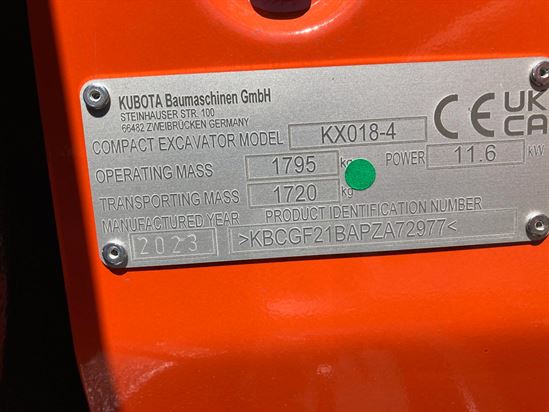 KUBOTA Baumaschinen GmbH
STEINHAUSER STR. 100
66482 ZWEIBRÜCKEN GERMANY
CE UK CA
COMPACT EXCAVATOR MODEL KX018-4
OPERATING MASS 1795 kg POWER 11.6 kW
TRANSPORTING MASS 1720 kg
MANUFACTURED YEAR PRODUCT IDENTIFICATION NUMBER
2023 >KBCGF21BAPZA72977<